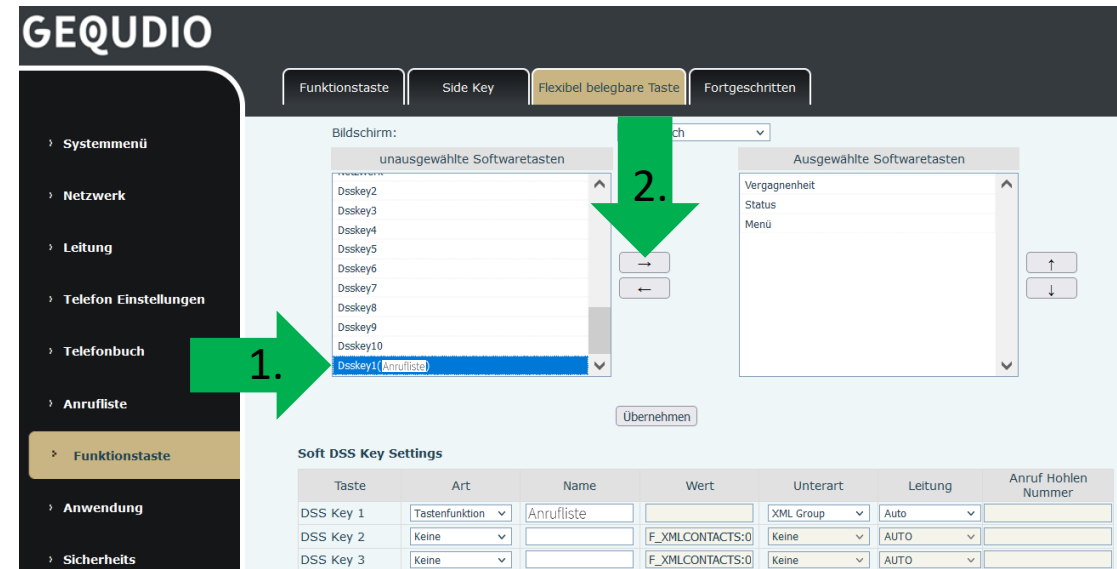 GEQUDIO
Funktionstaste
Side Key
Flexibel belegbare Taste
Fortgeschritten
Systemmenü
Netzwerk
Leitung
Telefon Einstellungen
Telefonbuch
Anrufliste
Funktionstaste
Anwendung
Sicherheits
Bildschirm:
ch
unausgewählte Softwaretasten
Ausgewählte Softwaretasten
Dsskey2
Dsskey3
Dsskey4
Dsskey5
Dsskey6
Dsskey7
Dsskey8
Dsskey9
Dsskey10
Dsskey1(Anrufliste)
1.
2.
→
←
Vergagnenheit
Status
Menü
↑
↓
Übernehmen
Soft DSS Key Settings
Taste Art Name Wert Unterart Leitung Anruf Hohlen Nummer
DSS Key 1 Tastenfunktion Anrufliste XML Group Auto
DSS Key 2 Keine F_XMLCONTACTS:0 Keine AUTO
DSS Key 3 Keine F_XMLCONTACTS:0 Keine AUTO